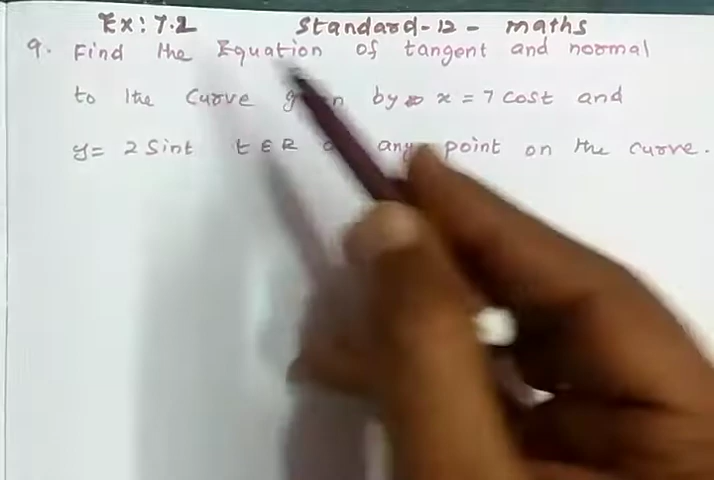 Ex: 7.2 Standard-12 - maths
9. Find the Equation of tangent and normal
to the curve by x = 7 cost and
y = 2 Sint t ∈ R any point on the curve.